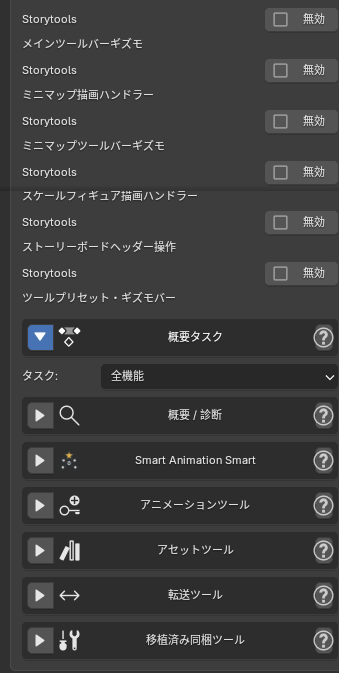 Storytools
無効
メインツールバーギズモ
Storytools
無効
ミニマップ描画ハンドラー
Storytools
無効
ミニマップツールバーギズモ
Storytools
無効
スケールフィギュア描画ハンドラー
Storytools
無効
ストーリーボードヘッダー操作
Storytools
無効
ツールプリセット・ギズモバー
概要タスク
タスク:
全機能
概要 / 診断
Smart Animation Smart
アニメーションツール
アセットツール
転送ツール
移植済み同梱ツール